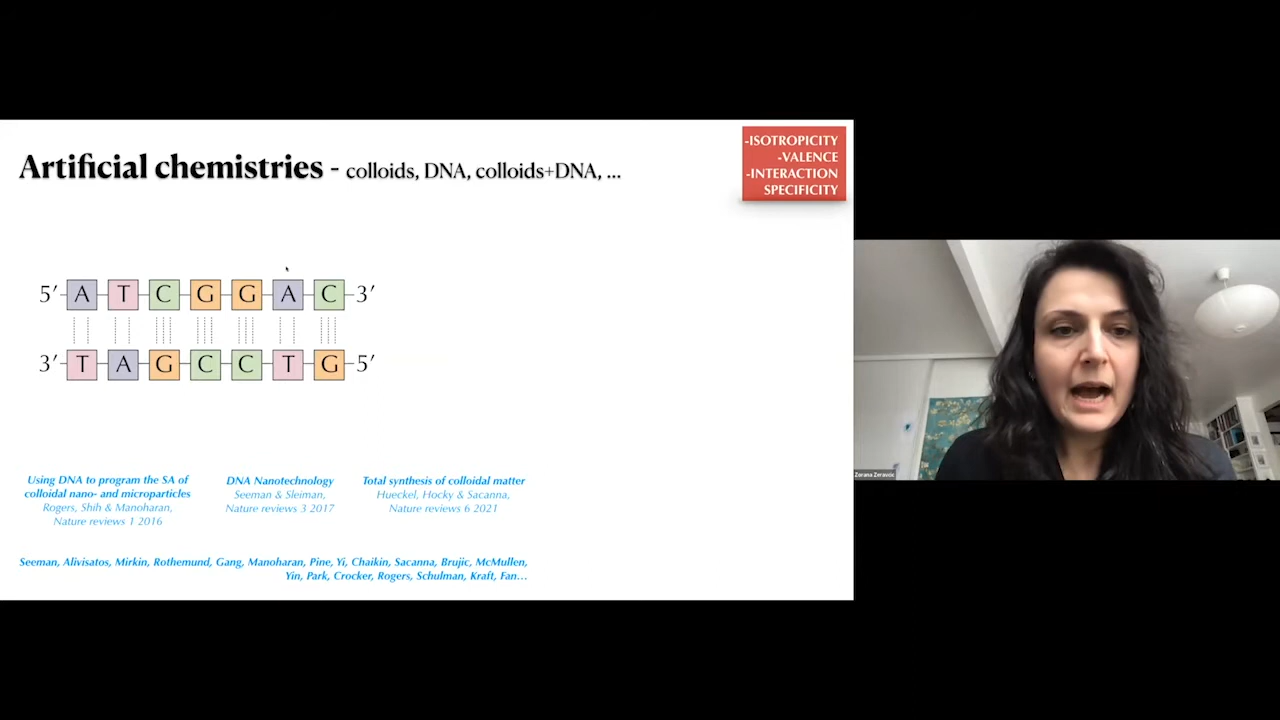 Artificial chemistries - colloids, DNA, colloids+DNA, ...
-ISOTROPICITY
-VALENCE
-INTERACTION
SPECIFICITY
5′ A T C G G A C 3′
3′ T A G C C T G 5′
Using DNA to program the SA of
colloidal nano- and microparticles
Rogers, Shih & Manoharan,
Nature reviews 1 2016
DNA Nanotechnology
Seeman & Sleiman,
Nature reviews 3 2017
Total synthesis of colloidal matter
Hueckel, Hocky & Sacanna,
Nature reviews 6 2021
Seeman, Alivisatos, Mirkin, Rothemund, Gang, Manoharan, Pine, Yi, Chaikin, Sacanna, Brujic, McMullen,
Yin, Park, Crocker, Rogers, Schulman, Kraft, Fan...
Zorana Zeravcic